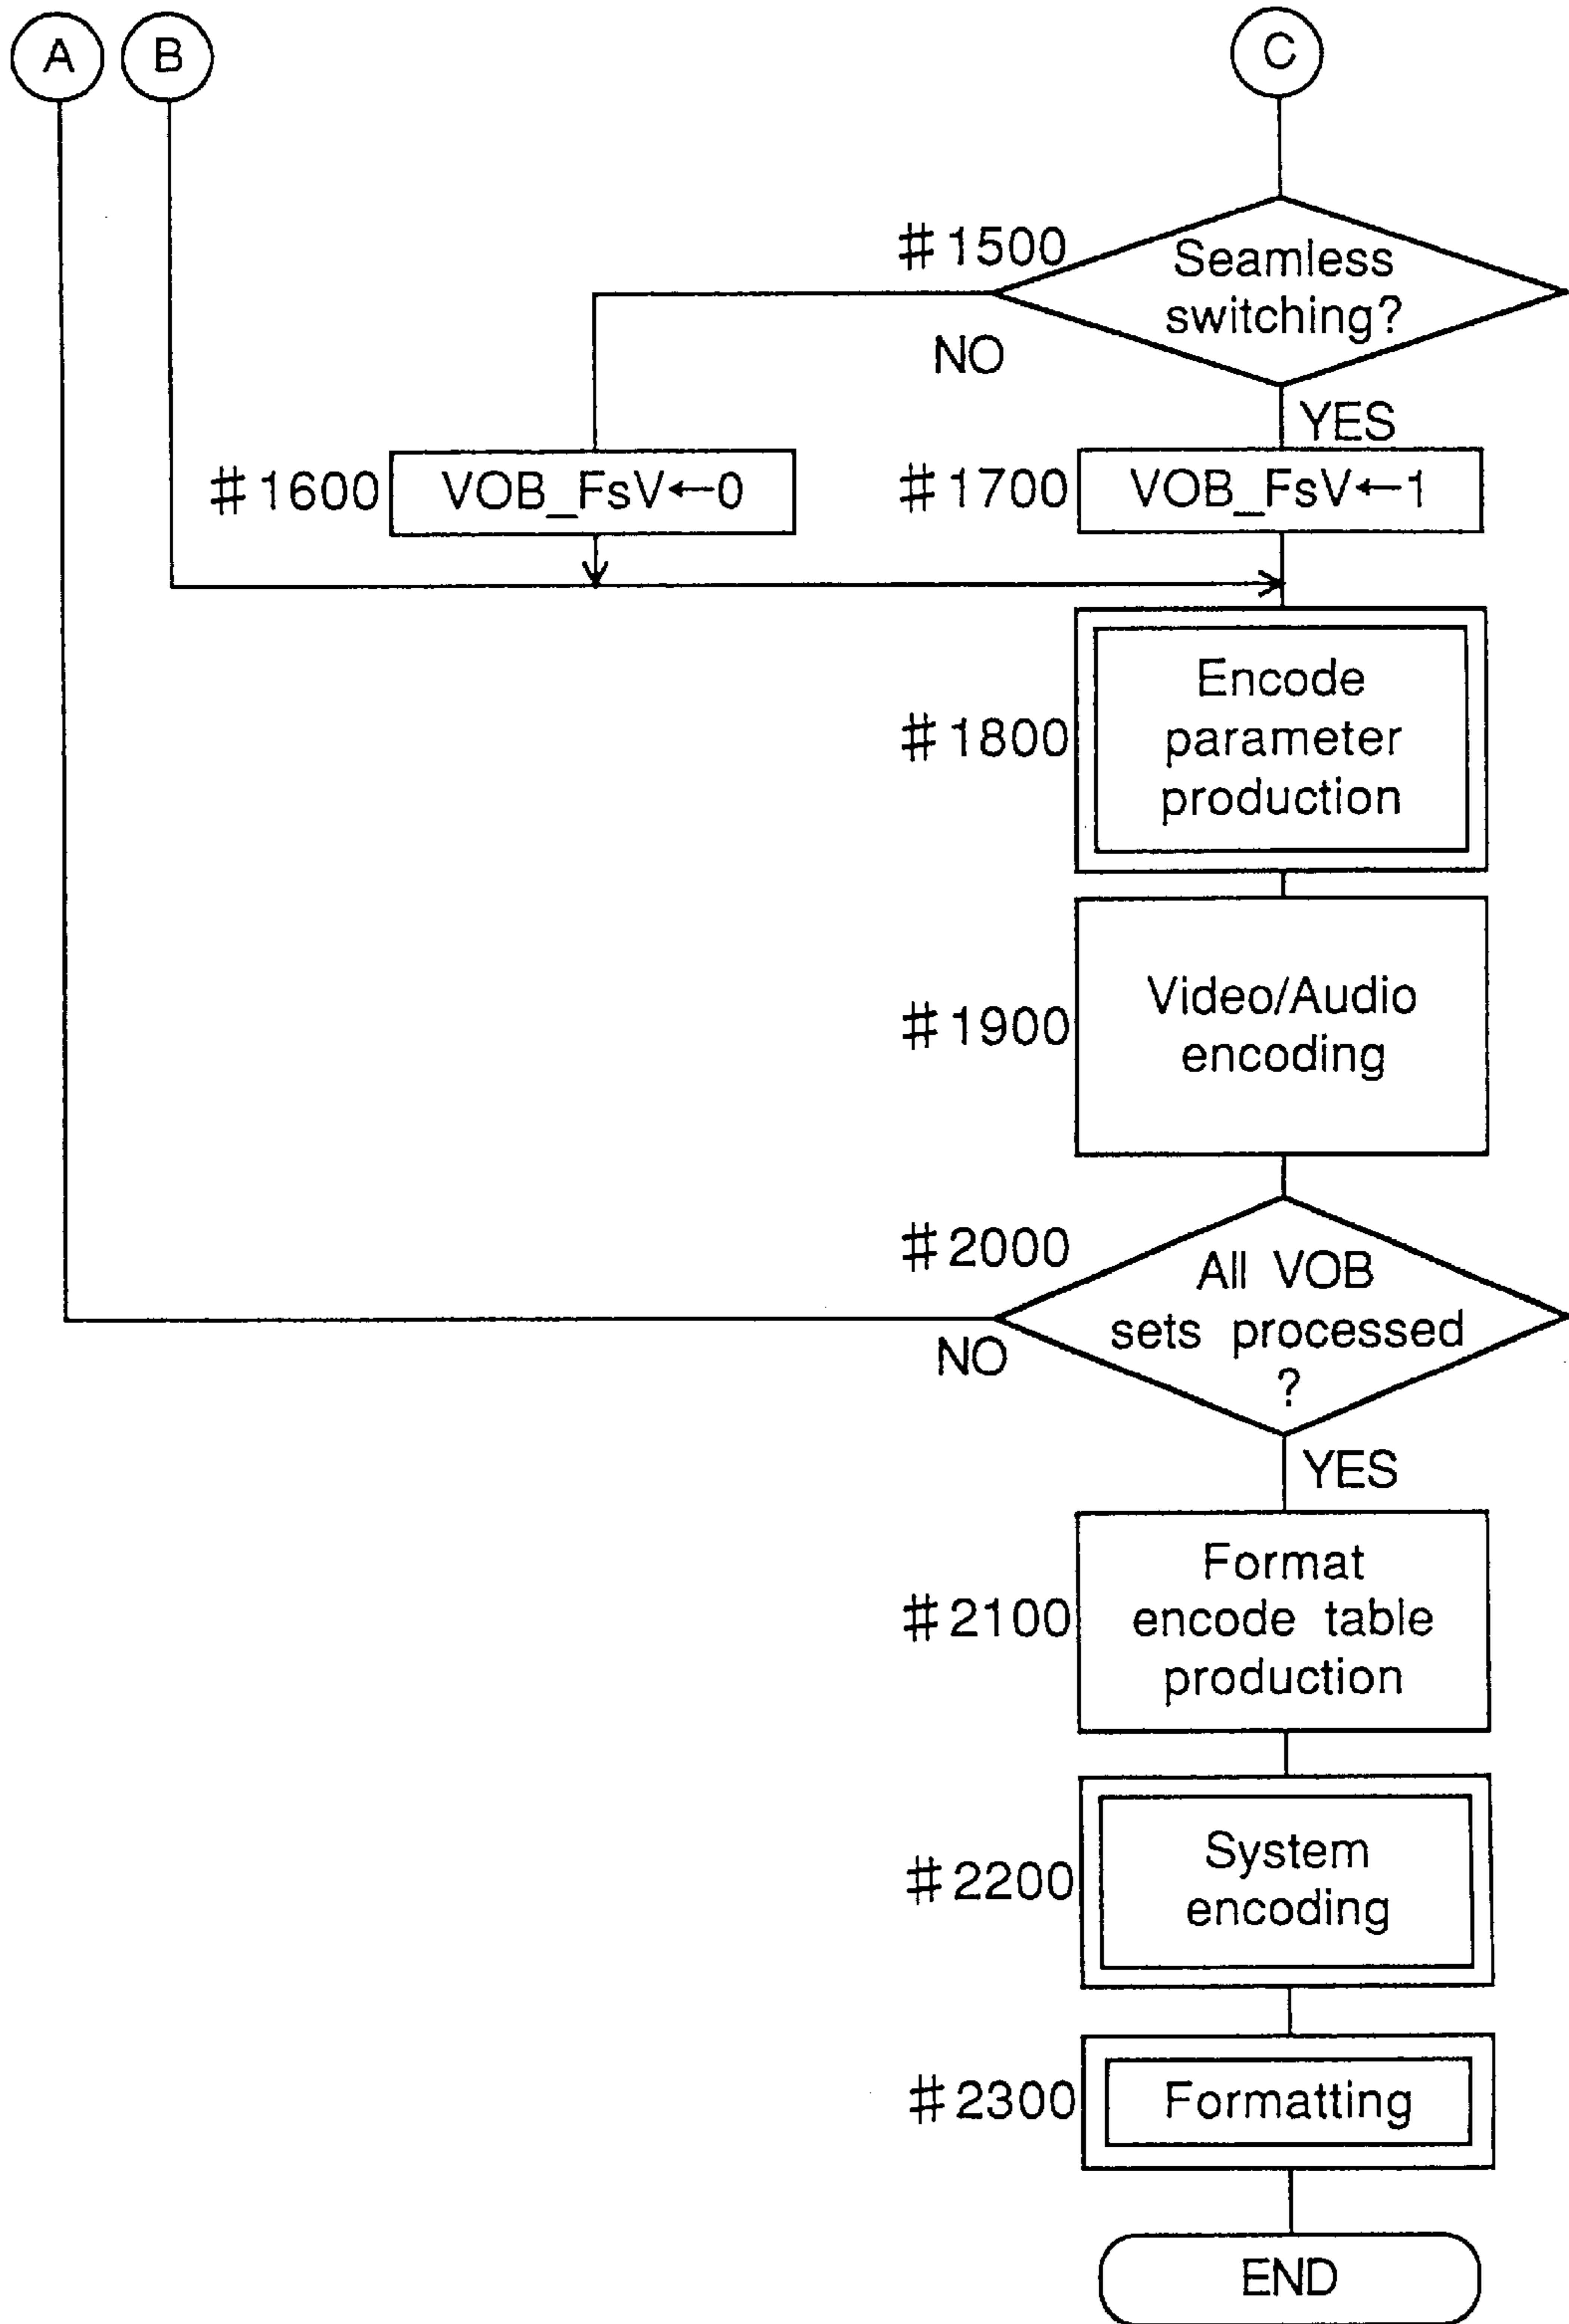 A
B
C
#1500
Seamless
switching?
NO
YES
#1600
VOB_FsV←0
#1700
VOB_FsV←1
#1800
Encode
parameter
production
#1900
Video/Audio
encoding
#2000
All VOB
sets processed
?
NO
YES
#2100
Format
encode table
production
#2200
System
encoding
#2300
Formatting
END